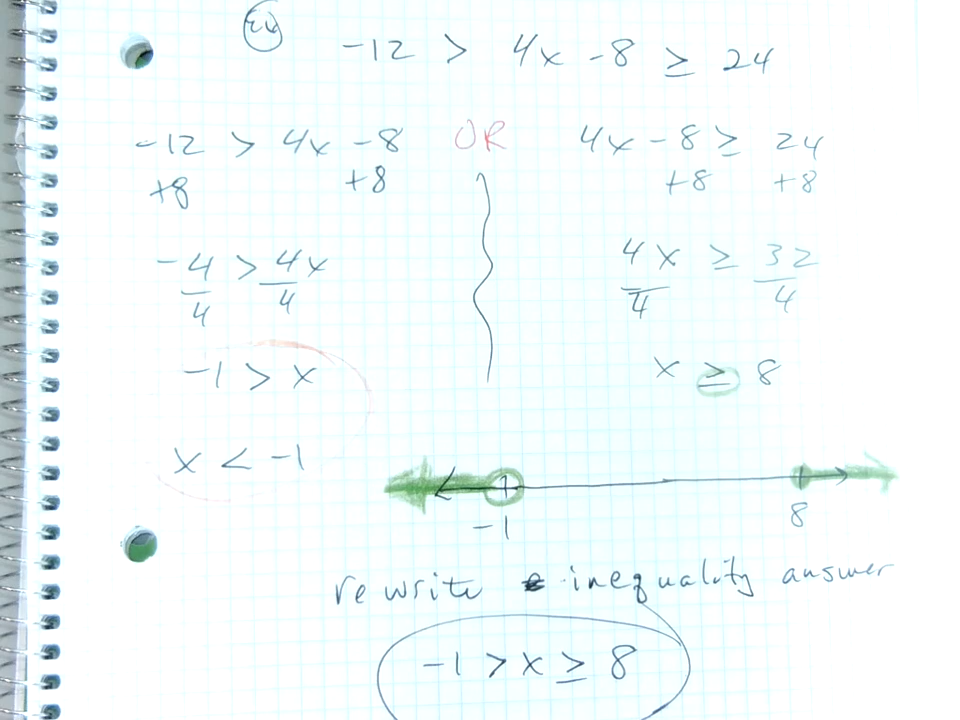 Ex
-12 > 4x - 8 ≥ 24
-12 > 4x - 8 OR 4x - 8 ≥ 24
+8 +8 +8 +8
-4 > 4x 4x ≥ 32
4 4 4 4
-1 > x x ≥ 8
x < -1
-1 8
rewrite inequality answer
-1 > x ≥ 8